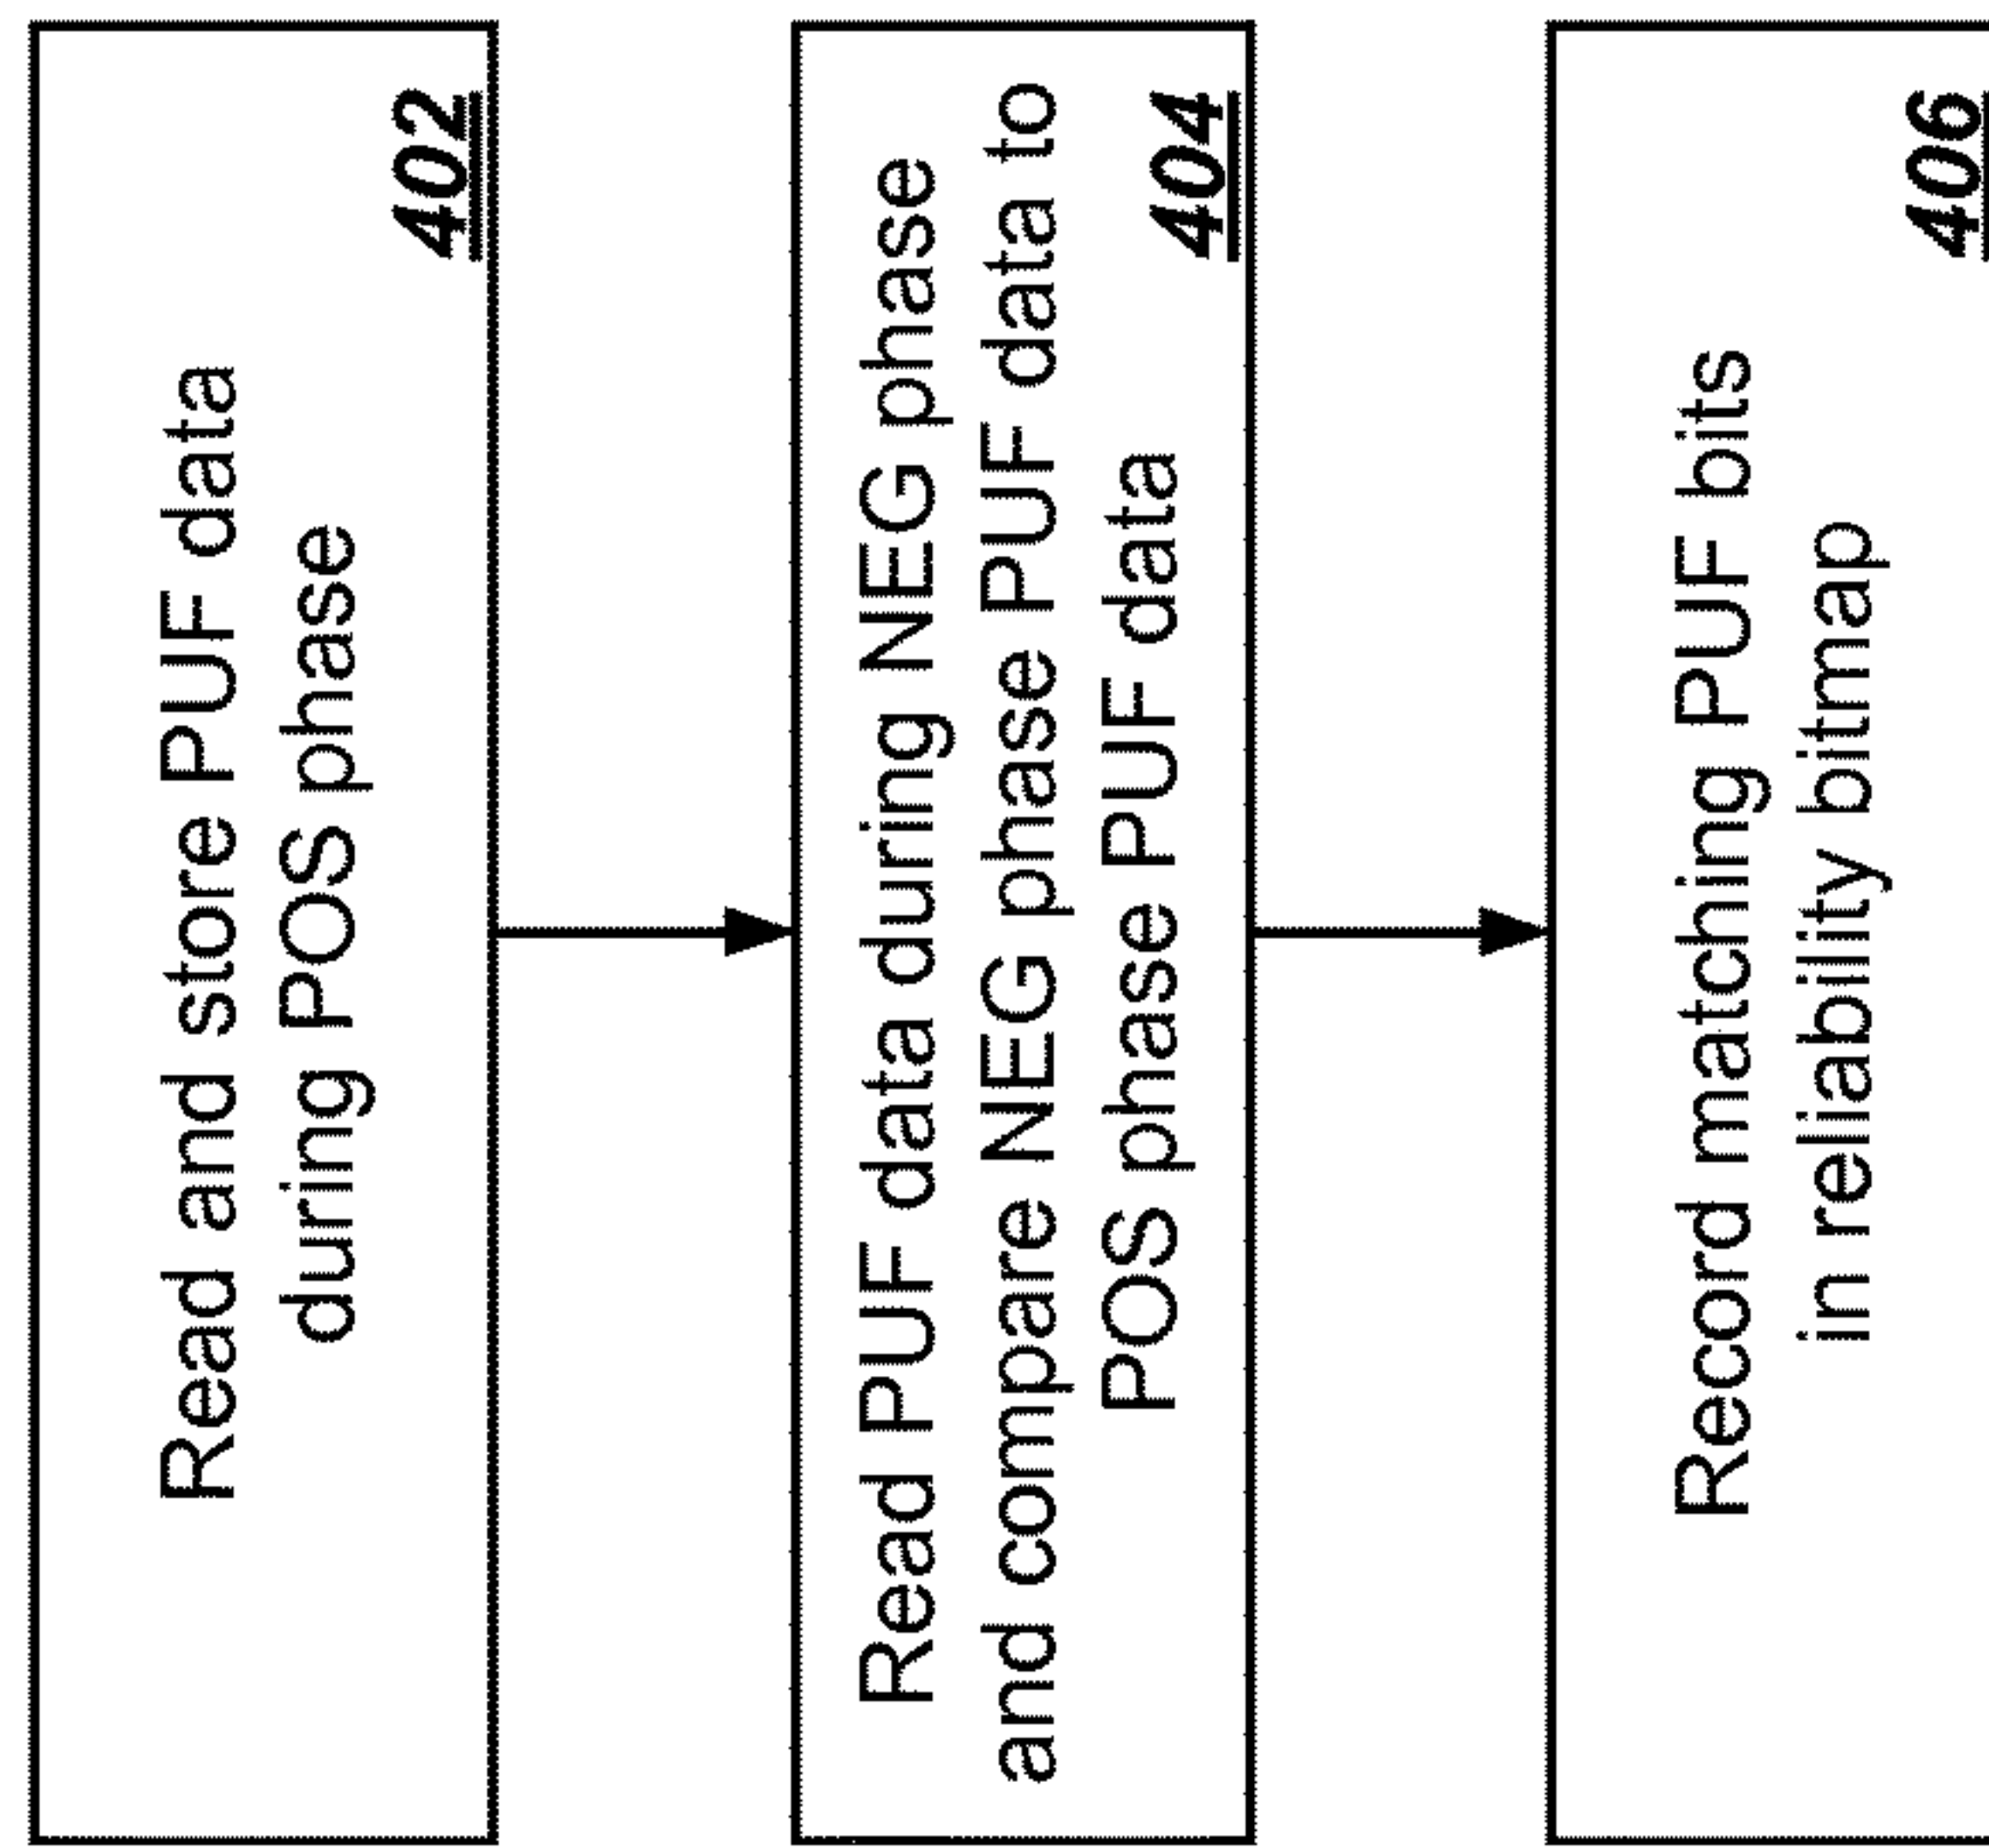 Read and store PUF data
during POS phase
402
Read PUF data during NEG phase
and compare NEG phase PUF data to
POS phase PUF data
404
Record matching PUF bits
in reliability bitmap
406